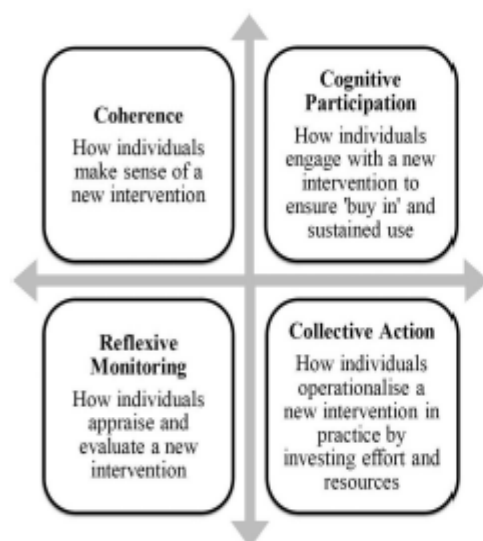 Coherence
How individuals
make sense of a
new intervention
Cognitive
Participation
How individuals
engage with a new
intervention to
ensure 'buy in' and
sustained use
Reflexive
Monitoring
How individuals
appraise and
evaluate a new
intervention
Collective Action
How individuals
operationalise a
new intervention in
practice by
investing effort and
resources